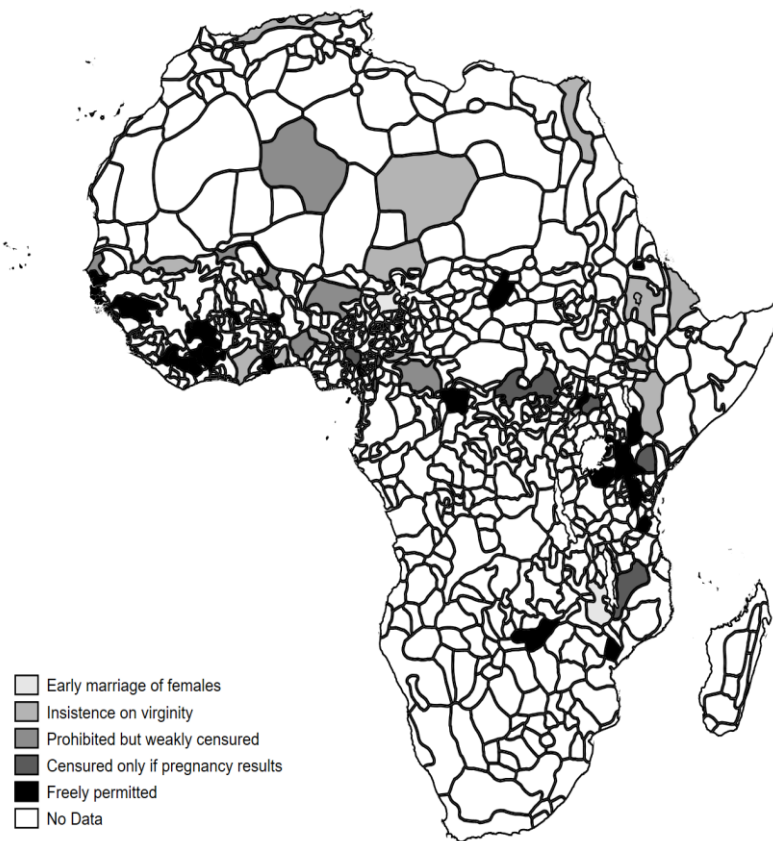 Early marriage of females
Insistence on virginity
Prohibited but weakly censured
Censured only if pregnancy results
Freely permitted
No Data